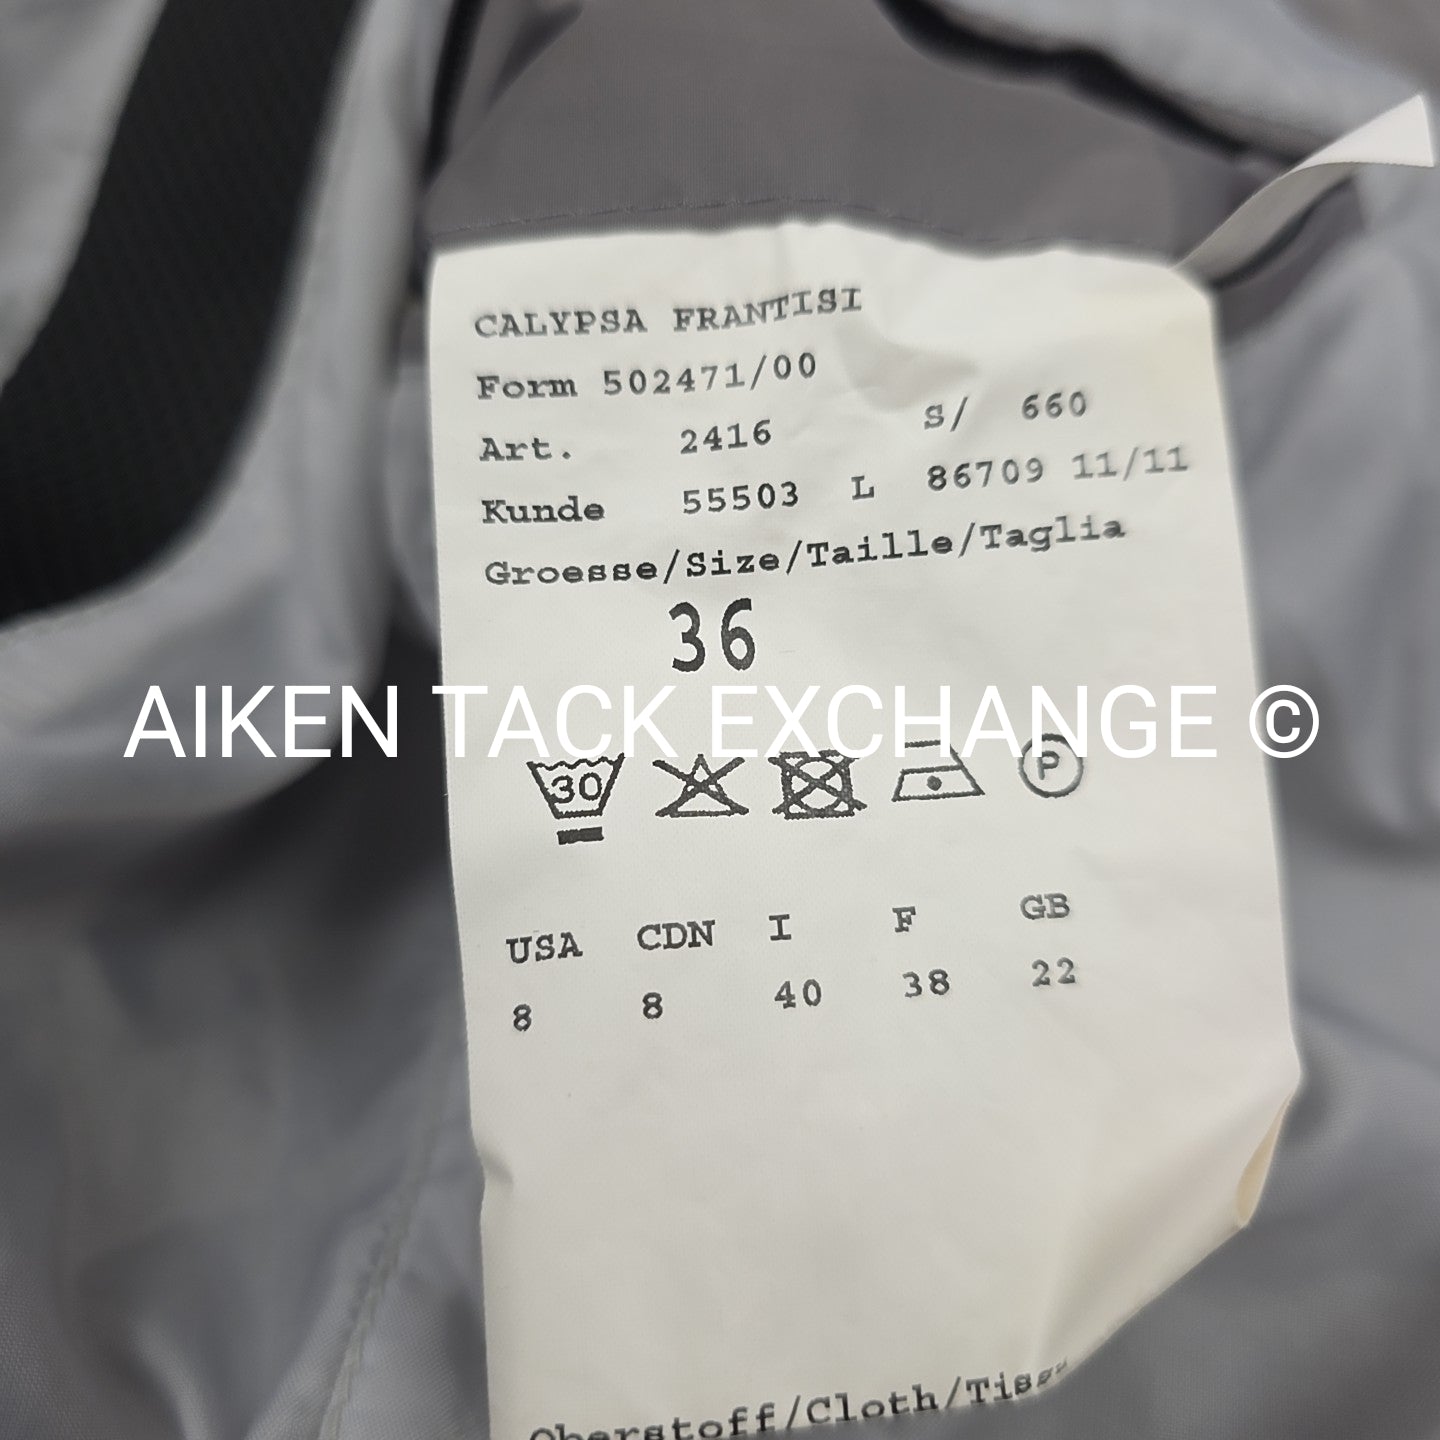 CALYPSA FRANTISI
Form 502471/00
Art. 2416 S/ 660
Kunde 55503 L 86709 11/11
Groesse/Size/Taille/Taglia
36
AIKEN TACK EXCHANGE ©
30 P
USA CDN I F GB
8 8 40 38 22
Oberstoff/Cloth/Tissu